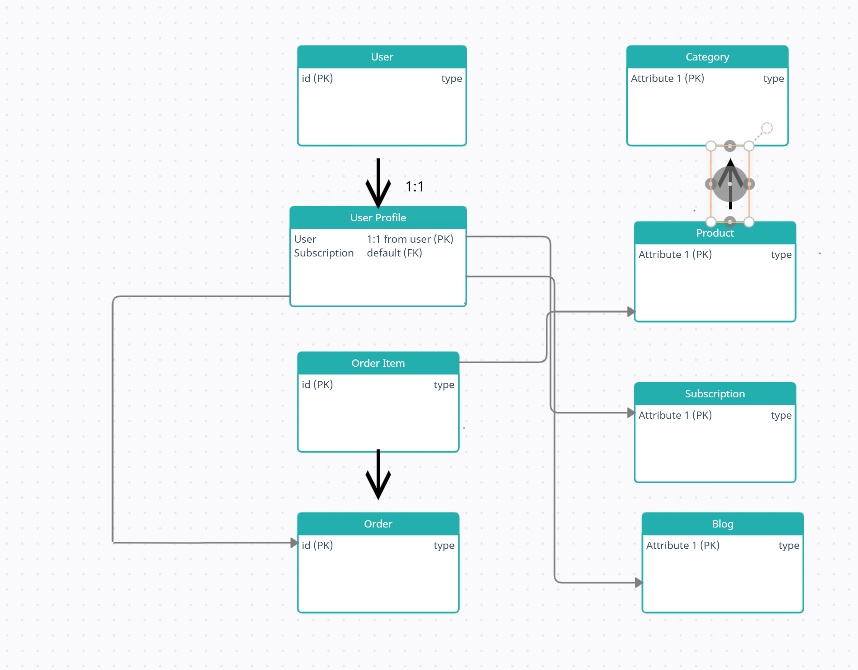 User
id (PK) type
1:1
User Profile
User 1:1 from user (PK)
Subscription default (FK)
Order Item
id (PK) type
Order
id (PK) type
Category
Attribute 1 (PK) type
Product
Attribute 1 (PK) type
Subscription
Attribute 1 (PK) type
Blog
Attribute 1 (PK) type